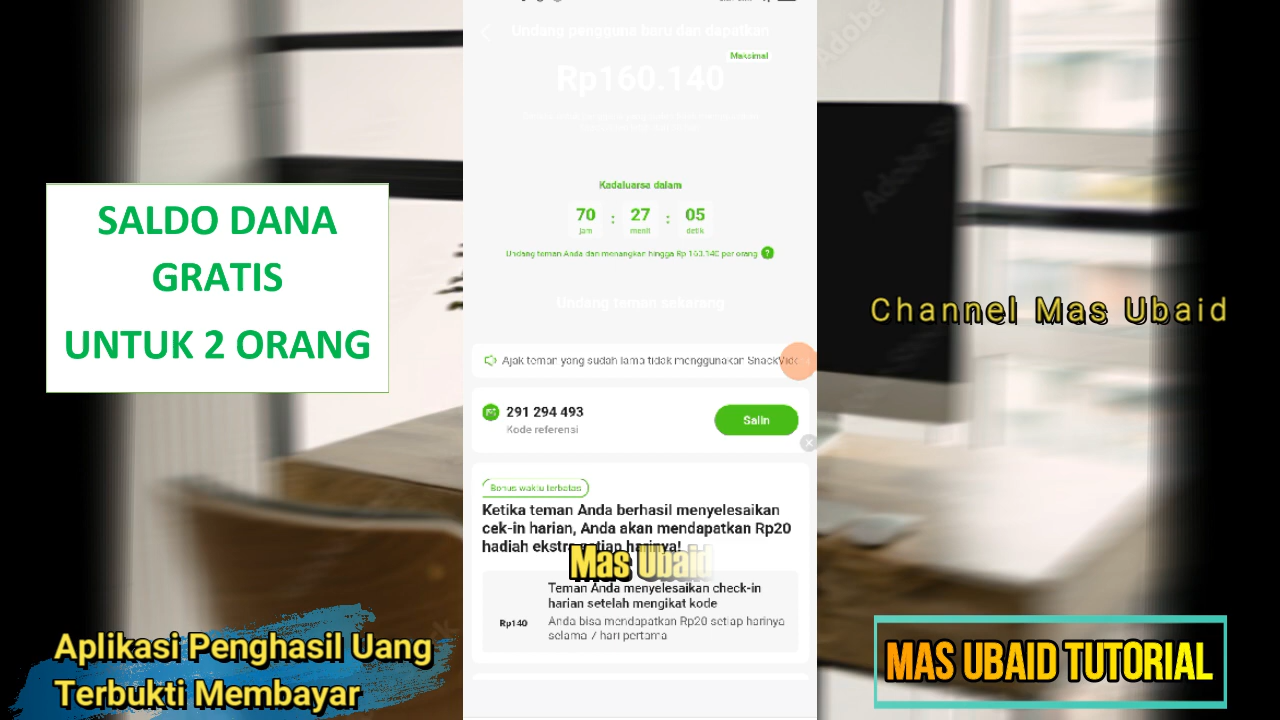 SALDO DANA
GRATIS
UNTUK 2 ORANG
Aplikasi Penghasil Uang
Terbukti Membayar
Undang pengguna baru dan dapatkan
Maksimal
Rp160.140
Kadaluarsa dalam
70 : 27 : 05
jam menit detik
Undang teman Anda dan menangkan hingga Rp 160.140 per orang ?
Undang teman sekarang
Ajak teman yang sudah lama tidak menggunakan SnackVide
291 294 493
Kode referensi
Salin
Bonus waktu terbatas
Ketika teman Anda berhasil menyelesaikan
cek-in harian, Anda akan mendapatkan Rp20
hadiah ekstra setiap harinya!
Mas Ubaid
Teman Anda menyelesaikan check-in
harian setelah mengikat kode
Rp140
Anda bisa mendapatkan Rp20 setiap harinya
selama 7 hari pertama
Channel Mas Ubaid
MAS UBAID TUTORIAL
Adobe